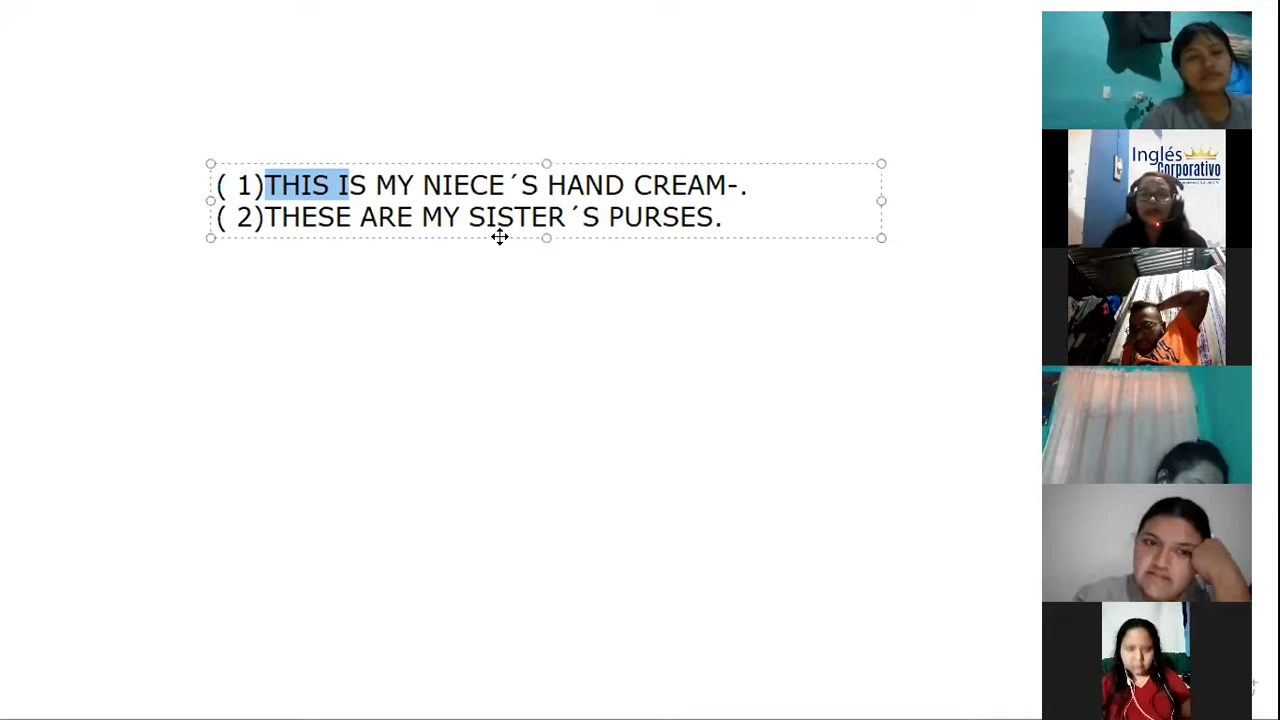 ( 1)THIS IS MY NIECE´S HAND CREAM-.
( 2)THESE ARE MY SISTER´S PURSES.
Inglés
Corporativo